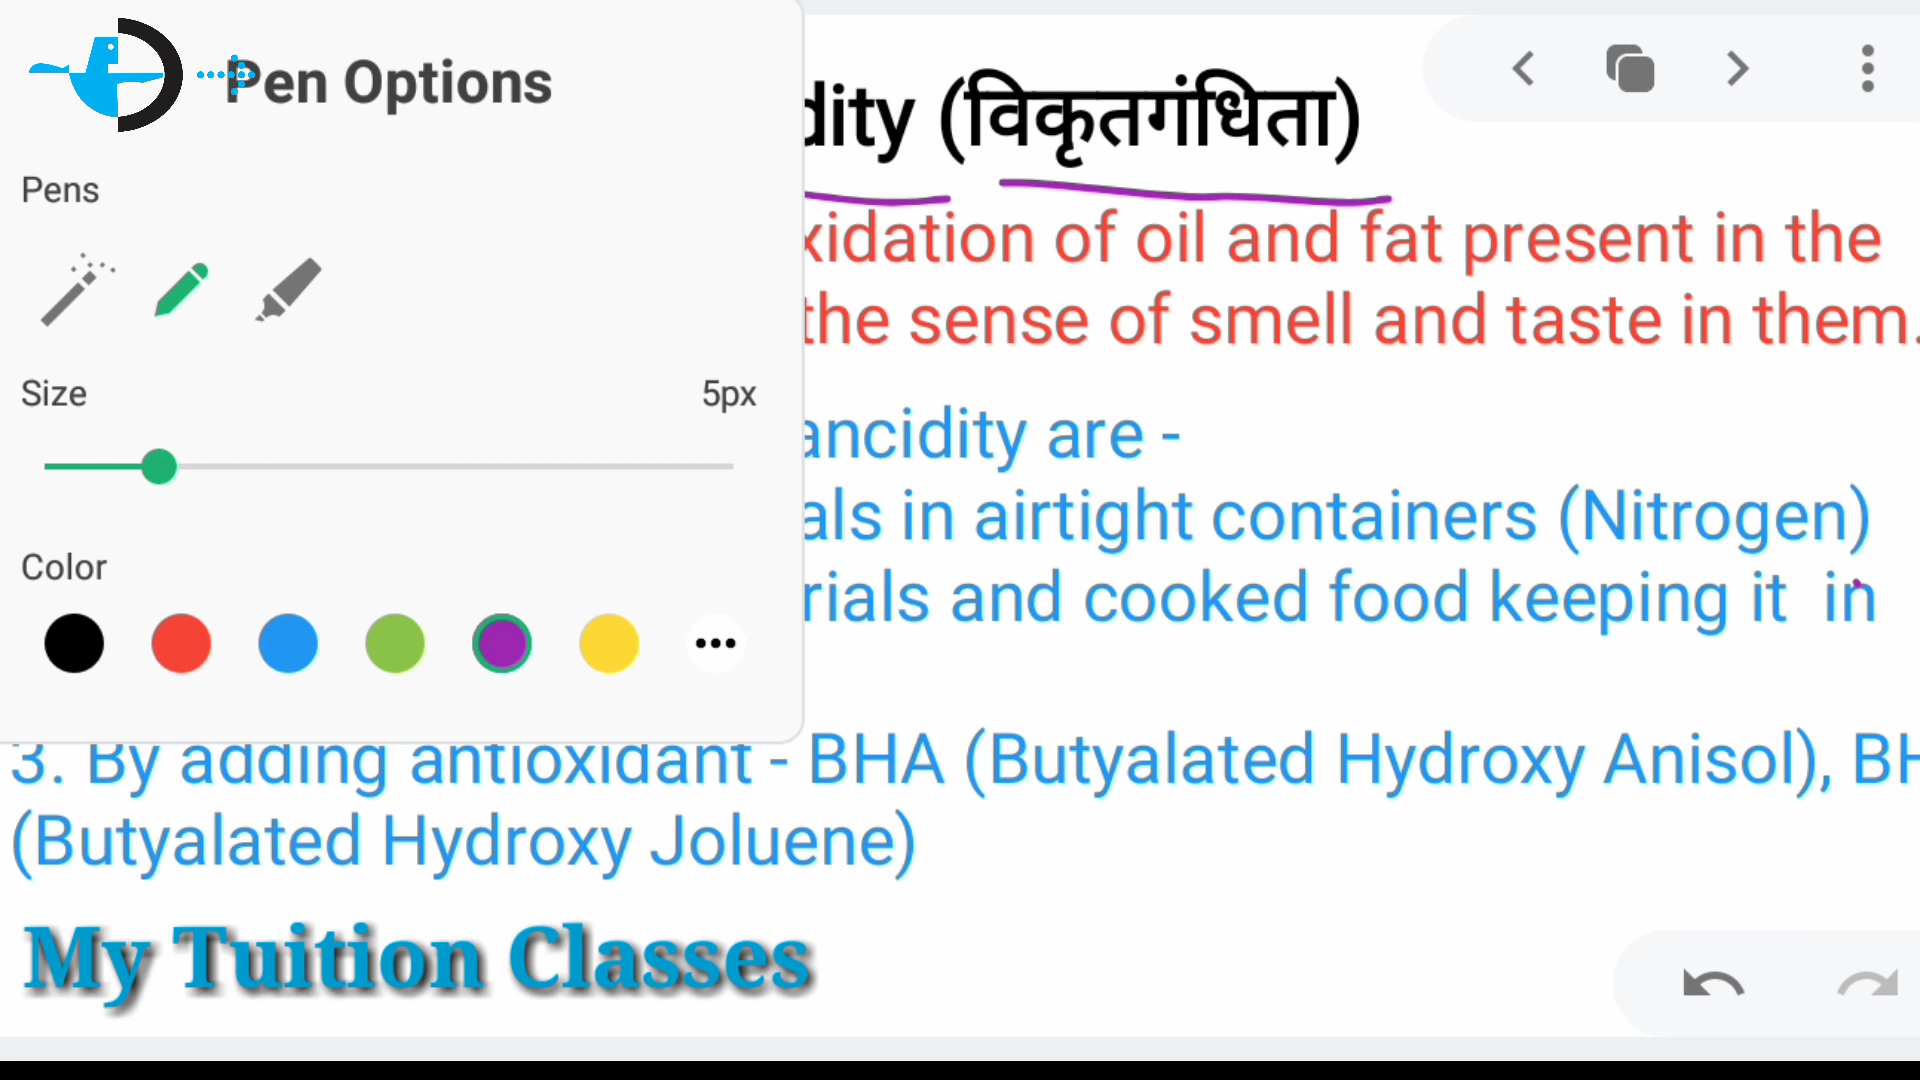 Pen Options
Pens
Size 5px
Color
dity (विकृतगंधिता)
xidation of oil and fat present in the
the sense of smell and taste in them.
ancidity are -
als in airtight containers (Nitrogen)
rials and cooked food keeping it in
3. By adding antioxidant - BHA (Butyalated Hydroxy Anisol), BH
(Butyalated Hydroxy Joluene)
My Tuition Classes